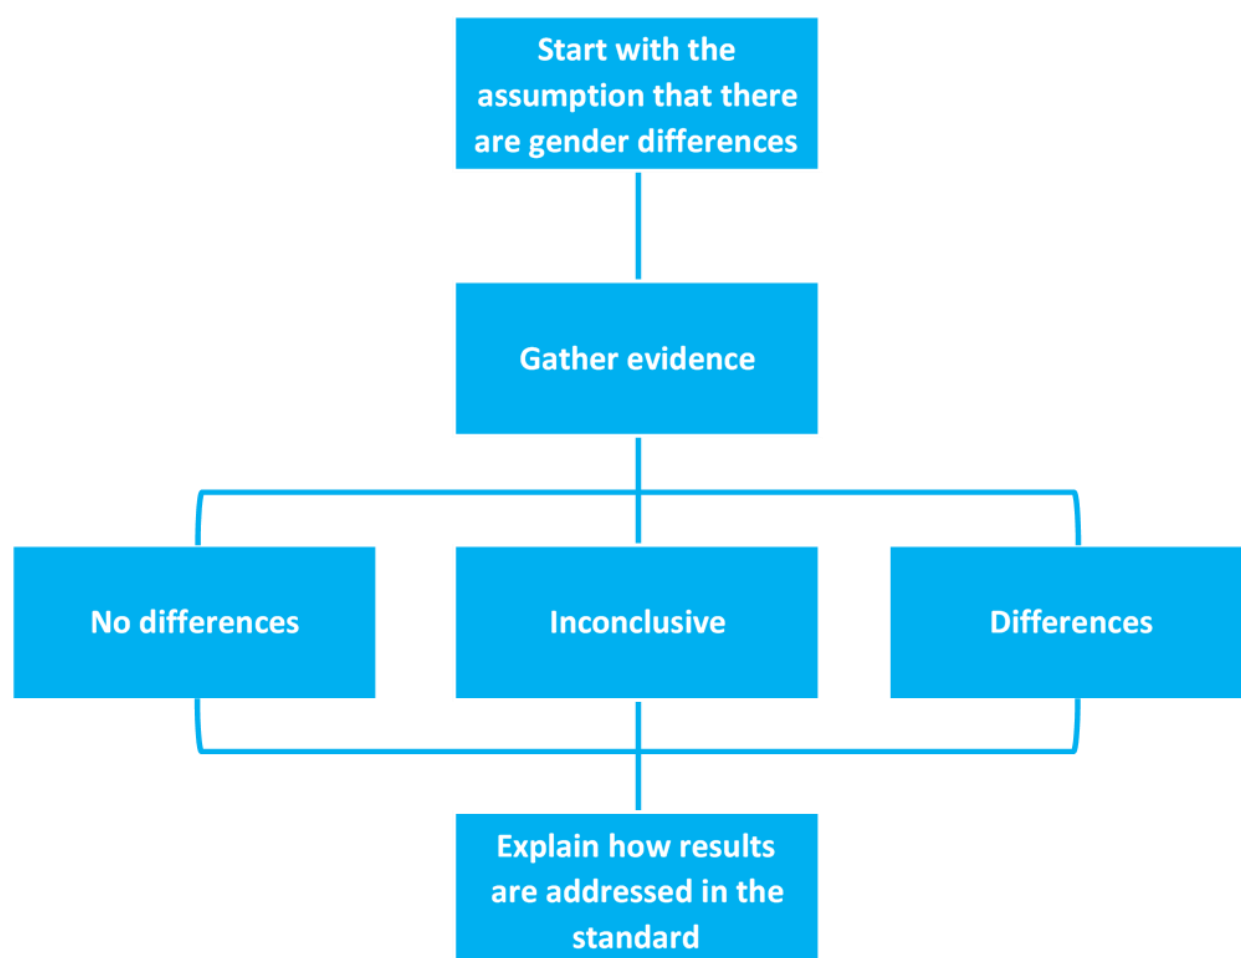 Start with the
assumption that there
are gender differences
Gather evidence
No differences
Inconclusive
Differences
Explain how results
are addressed in the
standard